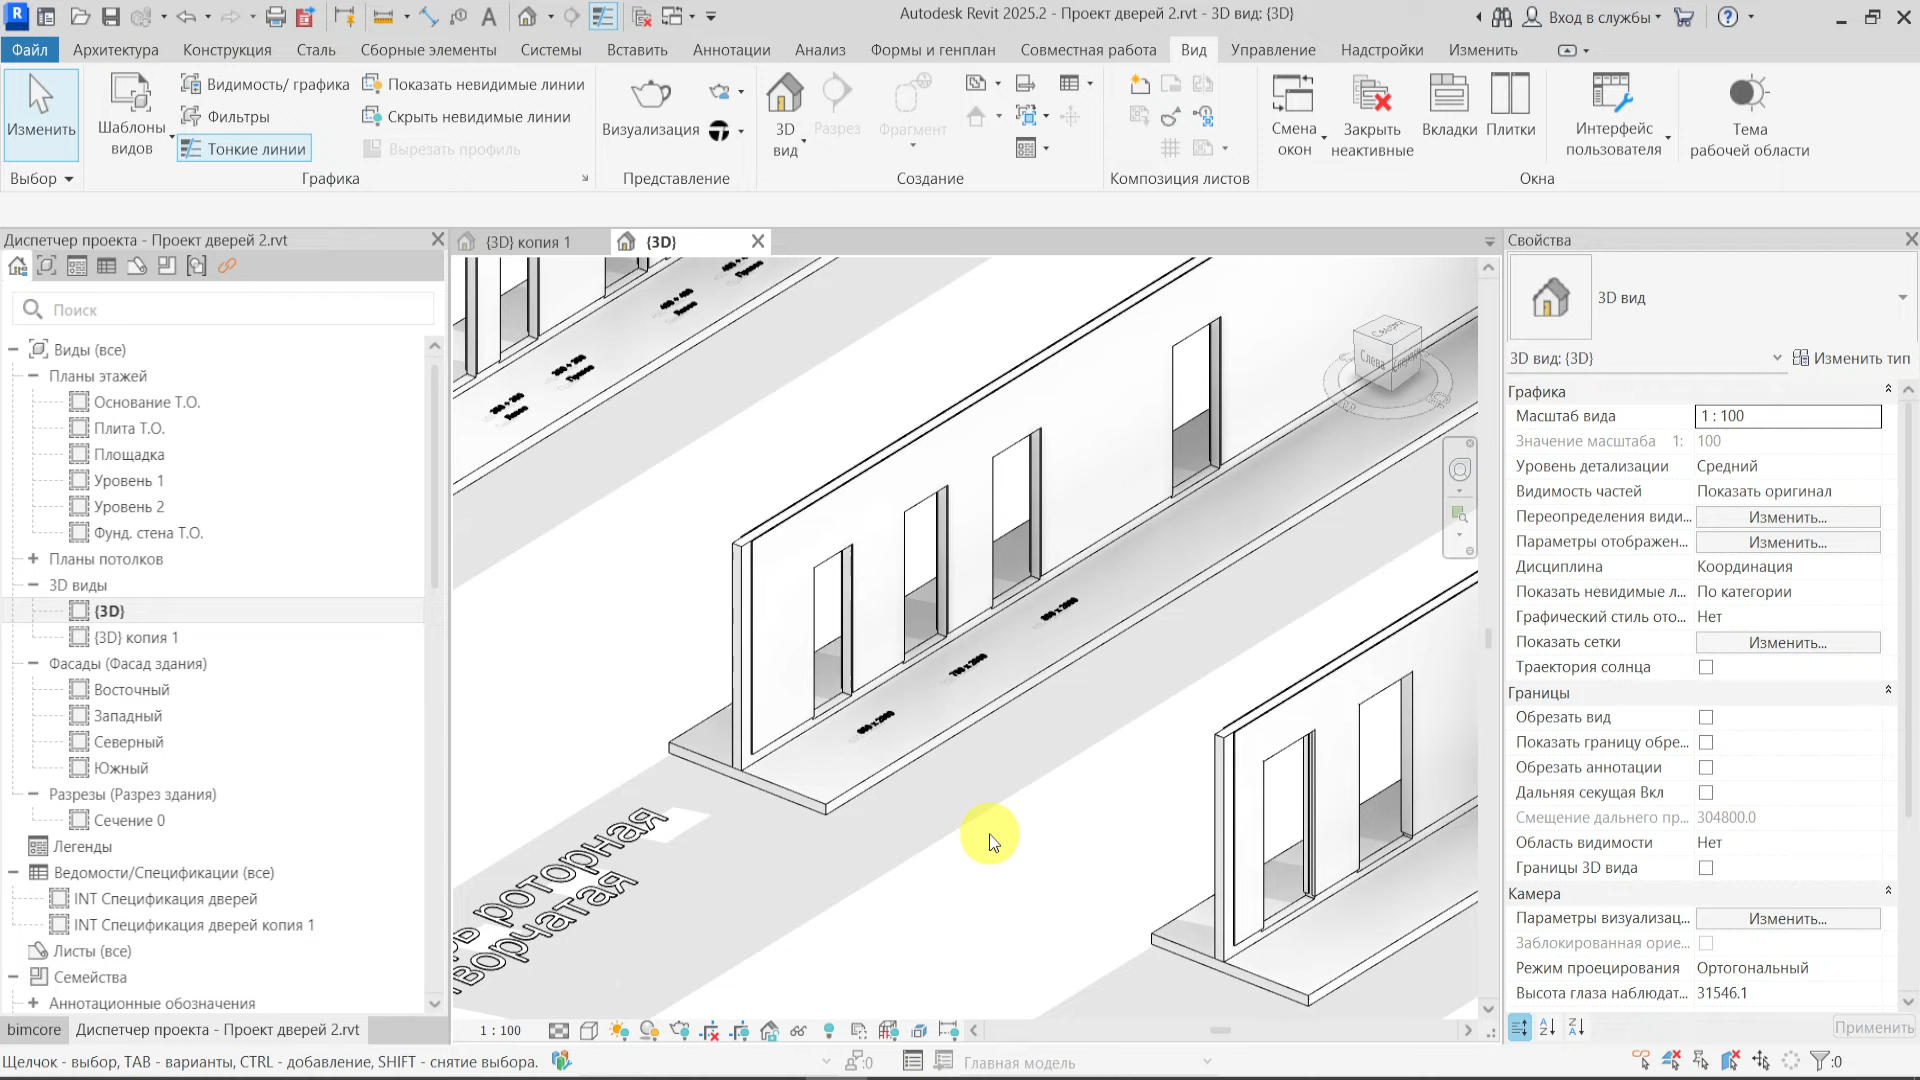 Autodesk Revit 2025.2 - Проект дверей 2.rvt - 3D вид: {3D}
Вход в службы
Файл
Архитектура
Конструкция
Сталь
Сборные элементы
Системы
Вставить
Аннотации
Анализ
Формы и генплан
Совместная работа
Вид
Управление
Надстройки
Изменить
Изменить
Шаблоны видов
Видимость/ графика
Фильтры
Тонкие линии
Показать невидимые линии
Скрыть невидимые линии
Вырезать профиль
Визуализация
3D вид
Разрез
Фрагмент
Смена окон
Закрыть неактивные
Вкладки
Плитки
Интерфейс пользователя
Тема рабочей области
Выбор
Графика
Представление
Создание
Композиция листов
Окна
Диспетчер проекта - Проект дверей 2.rvt
Поиск
Виды (все)
Планы этажей
Основание Т.О.
Плита Т.О.
Площадка
Уровень 1
Уровень 2
Фунд. стена Т.О.
Планы потолков
3D виды
{3D}
{3D} копия 1
Фасады (Фасад здания)
Восточный
Западный
Северный
Южный
Разрезы (Разрез здания)
Сечение 0
Легенды
Ведомости/Спецификации (все)
INT Спецификация дверей
INT Спецификация дверей копия 1
Листы (все)
Семейства
Аннотационные обозначения
bimcore
Диспетчер проекта - Проект дверей 2.rvt
{3D} копия 1
{3D}
Слева
700 x 2000
роторная
1 : 100
Свойства
3D вид
3D вид: {3D}
Изменить тип
Графика
Масштаб вида
1 : 100
Значение масштаба 1:
100
Уровень детализации
Средний
Видимость частей
Показать оригинал
Переопределения види...
Изменить...
Параметры отображен...
Изменить...
Дисциплина
Координация
Показать невидимые л...
По категории
Графический стиль ото...
Нет
Показать сетки
Изменить...
Траектория солнца
Границы
Обрезать вид
Показать границу обре...
Обрезать аннотации
Дальняя секущая Вкл
Смещение дальнего пр...
304800.0
Область видимости
Нет
Границы 3D вида
Камера
Параметры визуализац...
Изменить...
Заблокированная орие...
Режим проецирования
Ортогональный
Высота глаза наблюдат...
31546.1
Применить
Щелчок - выбор, TAB - варианты, CTRL - добавление, SHIFT - снятие выбора.
:0
Главная модель
:0